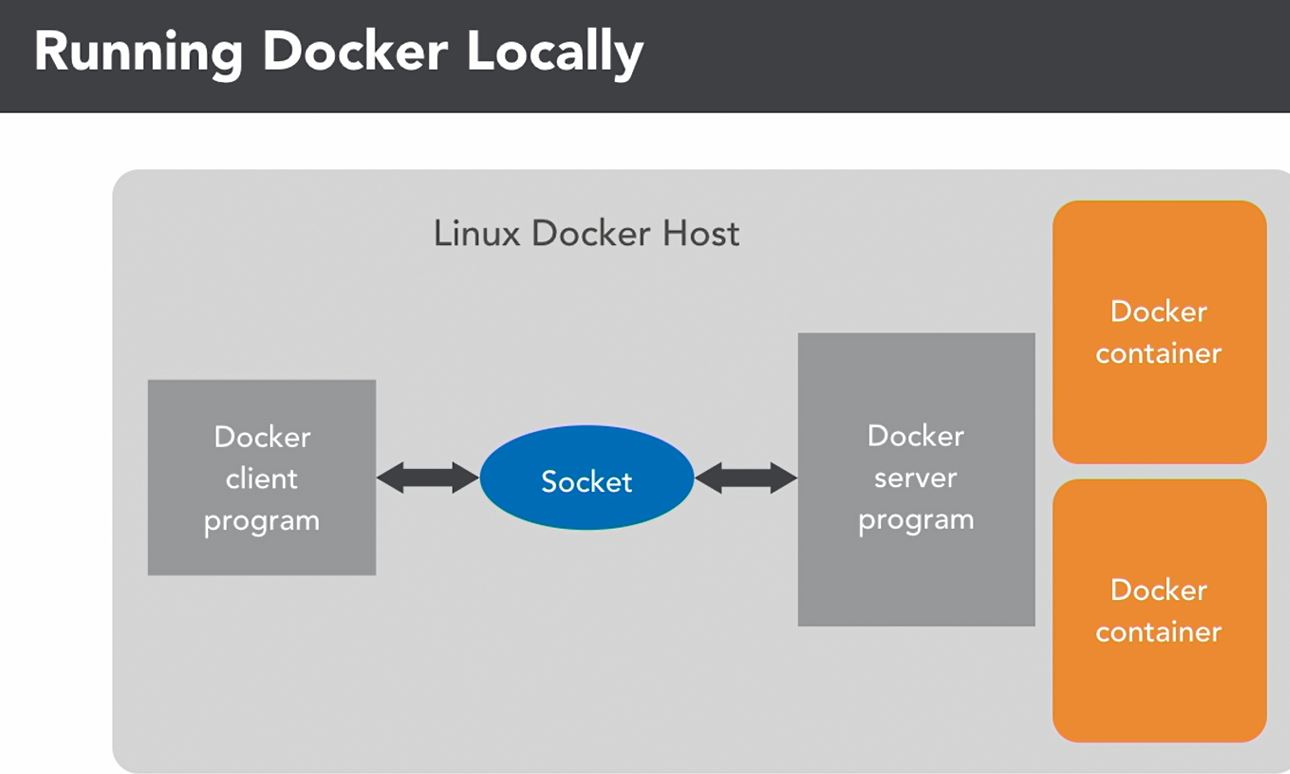 Running Docker Locally
Linux Docker Host
Docker
client
program
Socket
Docker
server
program
Docker
container
Docker
container